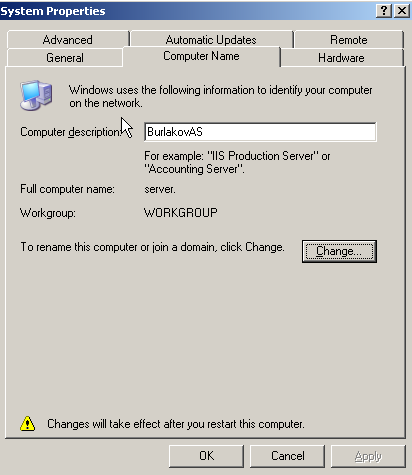 System Properties
Advanced Automatic Updates Remote
General Computer Name Hardware
Windows uses the following information to identify your computer
on the network.
Computer description: BurlakovAS
For example: "IIS Production Server" or
"Accounting Server".
Full computer name: server.
Workgroup: WORKGROUP
To rename this computer or join a domain, click Change. Change...
Changes will take effect after you restart this computer.
OK Cancel Apply